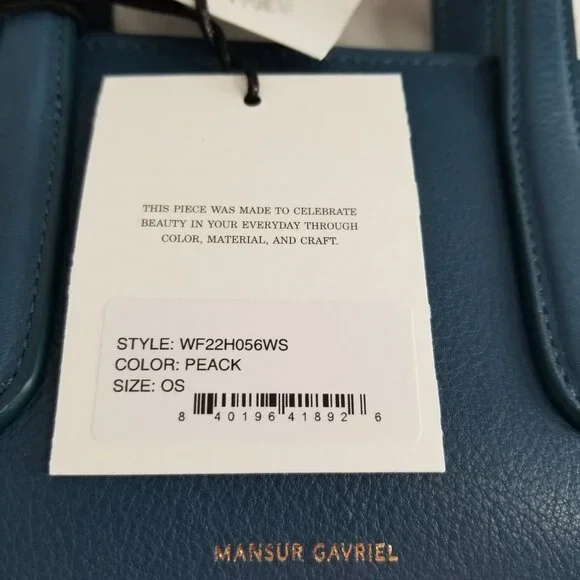 THIS PIECE WAS MADE TO CELEBRATE
BEAUTY IN YOUR EVERYDAY THROUGH
COLOR, MATERIAL, AND CRAFT.
STYLE: WF22H056WS
COLOR: PEACK
SIZE: OS
8 40196 41892 6
MANSUR GAVRIEL